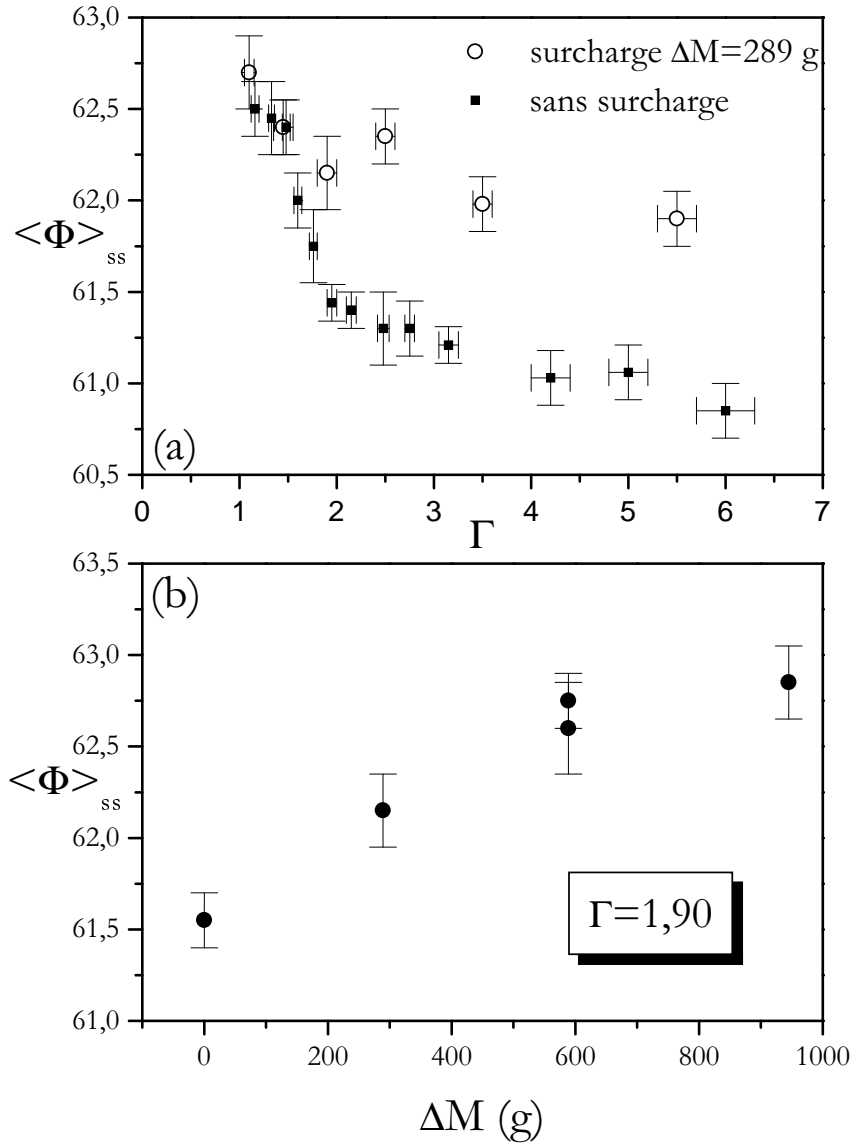 63,0
62,5
62,0
61,5
61,0
60,5
<Φ>ss
surcharge ΔM=289 g
sans surcharge
(a)
0 1 2 3 4 5 6 7
Γ
63,5
63,0
62,5
62,0
61,5
61,0
<Φ>ss
(b)
Γ=1,90
0 200 400 600 800 1000
ΔM (g)